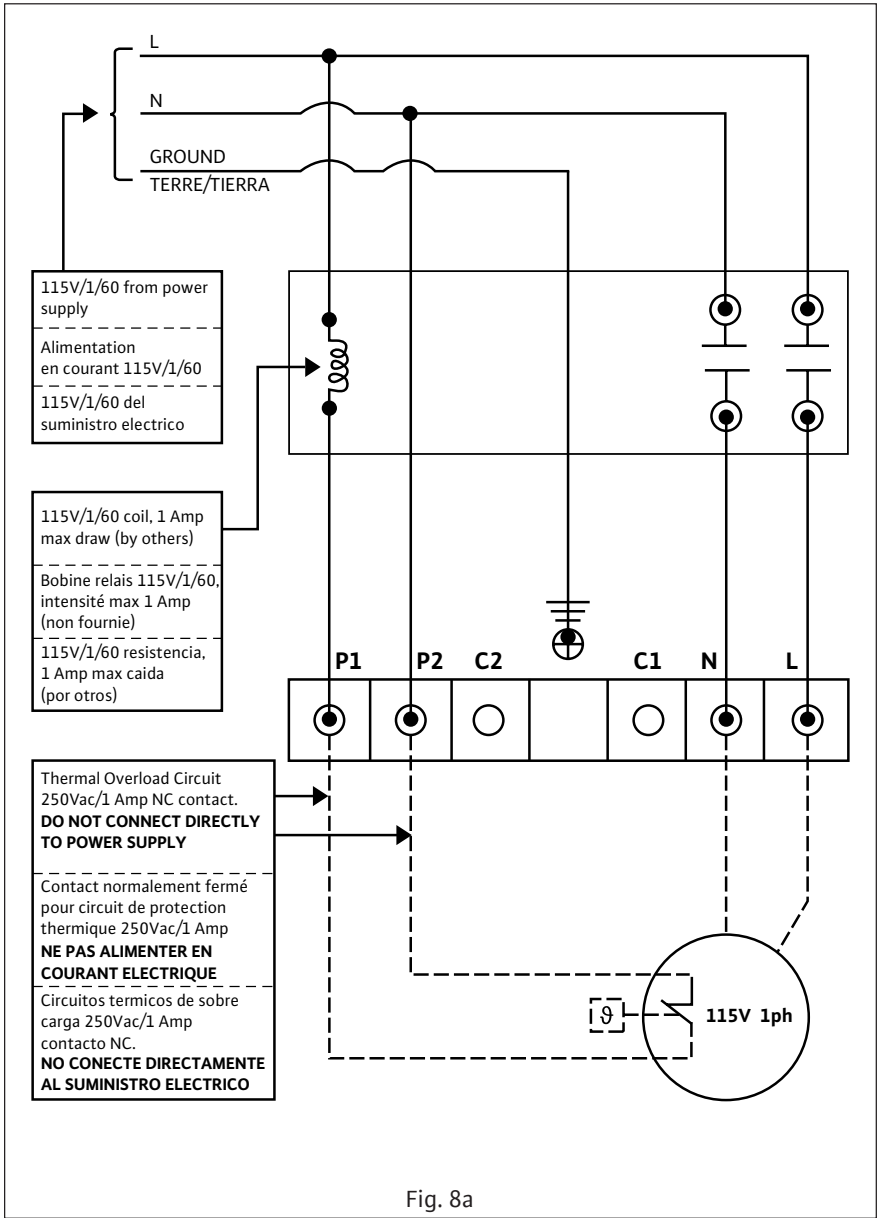 L
N
GROUND
TERRE/TIERRA
115V/1/60 from power
supply
Alimentation
en courant 115V/1/60
115V/1/60 del
suministro electrico
115V/1/60 coil, 1 Amp
max draw (by others)
Bobine relais 115V/1/60,
intensité max 1 Amp
(non fournie)
115V/1/60 resistencia,
1 Amp max caida
(por otros)
P1 P2 C2 C1 N L
Thermal Overload Circuit
250Vac/1 Amp NC contact.
DO NOT CONNECT DIRECTLY
TO POWER SUPPLY
Contact normalement fermé
pour circuit de protection
thermique 250Vac/1 Amp
NE PAS ALIMENTER EN
COURANT ELECTRIQUE
Circuitos termicos de sobre
carga 250Vac/1 Amp
contacto NC.
NO CONECTE DIRECTAMENTE
AL SUMINISTRO ELECTRICO
ϑ
115V 1ph
Fig. 8a